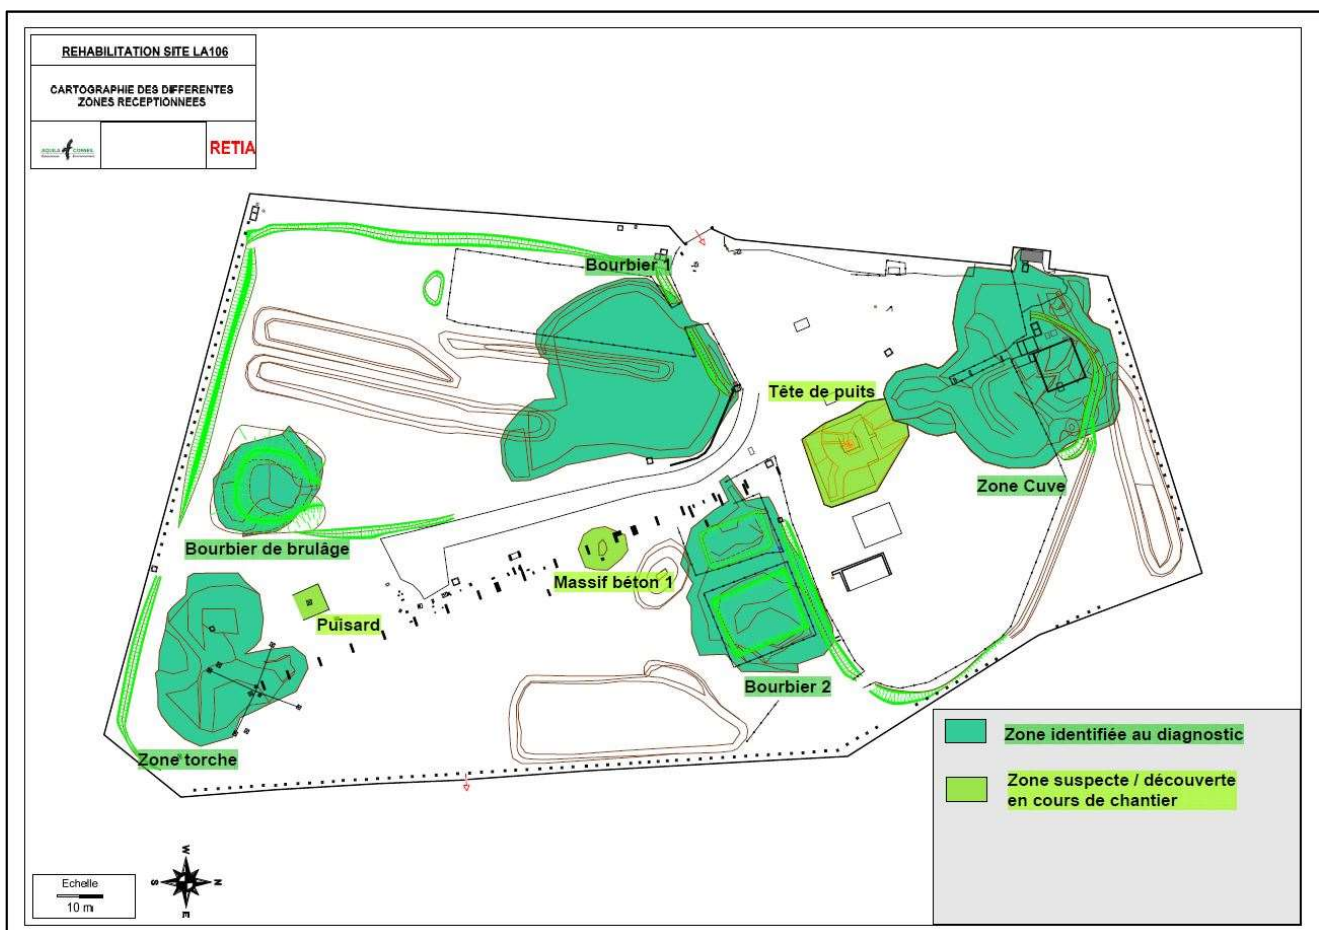 REHABILITATION SITE LA106
CARTOGRAPHIE DES DIFFERENTES
ZONES RECEPTIONNEES
RETIA
Bourbier 1
Tête de puits
Zone Cuve
Bourbier de brulâge
Massif béton 1
Puisard
Bourbier 2
Zone torche
Zone identifiée au diagnostic
Zone suspecte / découverte
en cours de chantier
W
S
N
E
Echelle
10 m